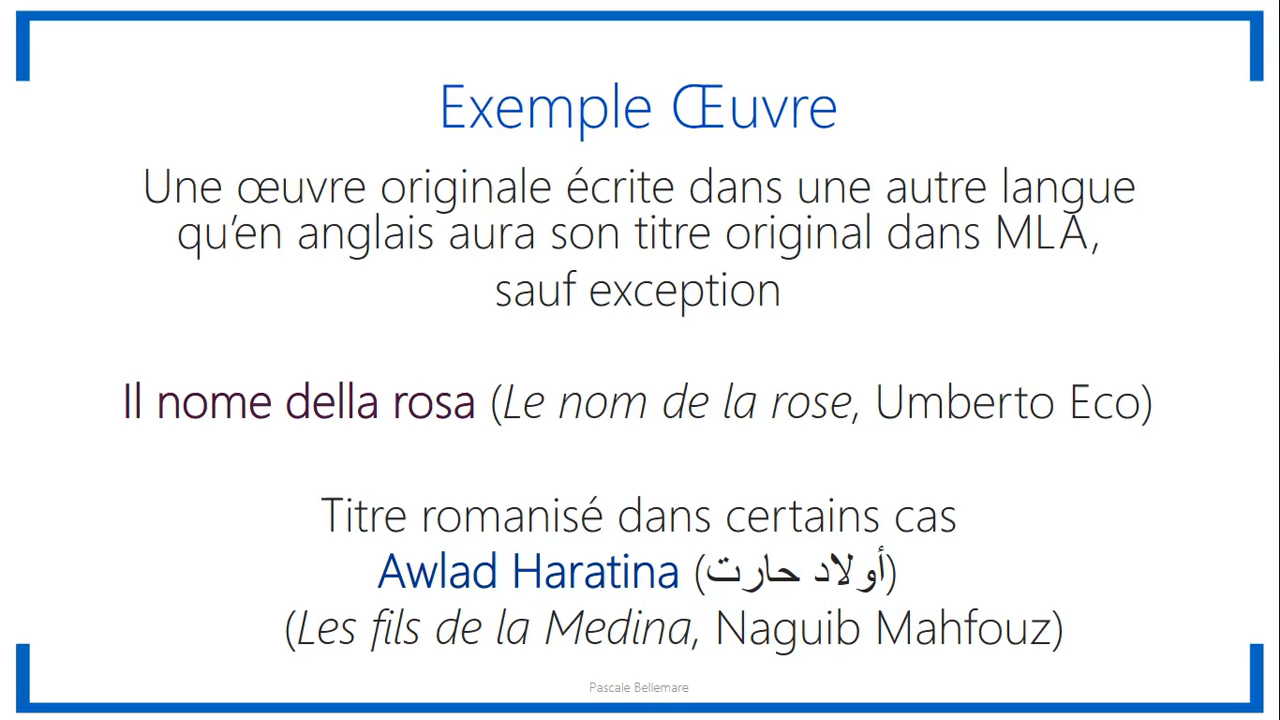 Exemple Œuvre
Une œuvre originale écrite dans une autre langue
qu’en anglais aura son titre original dans MLA,
sauf exception
Il nome della rosa (Le nom de la rose, Umberto Eco)
Titre romanisé dans certains cas
Awlad Haratina (أولاد حارت)
(Les fils de la Medina, Naguib Mahfouz)
Pascale Bellemare